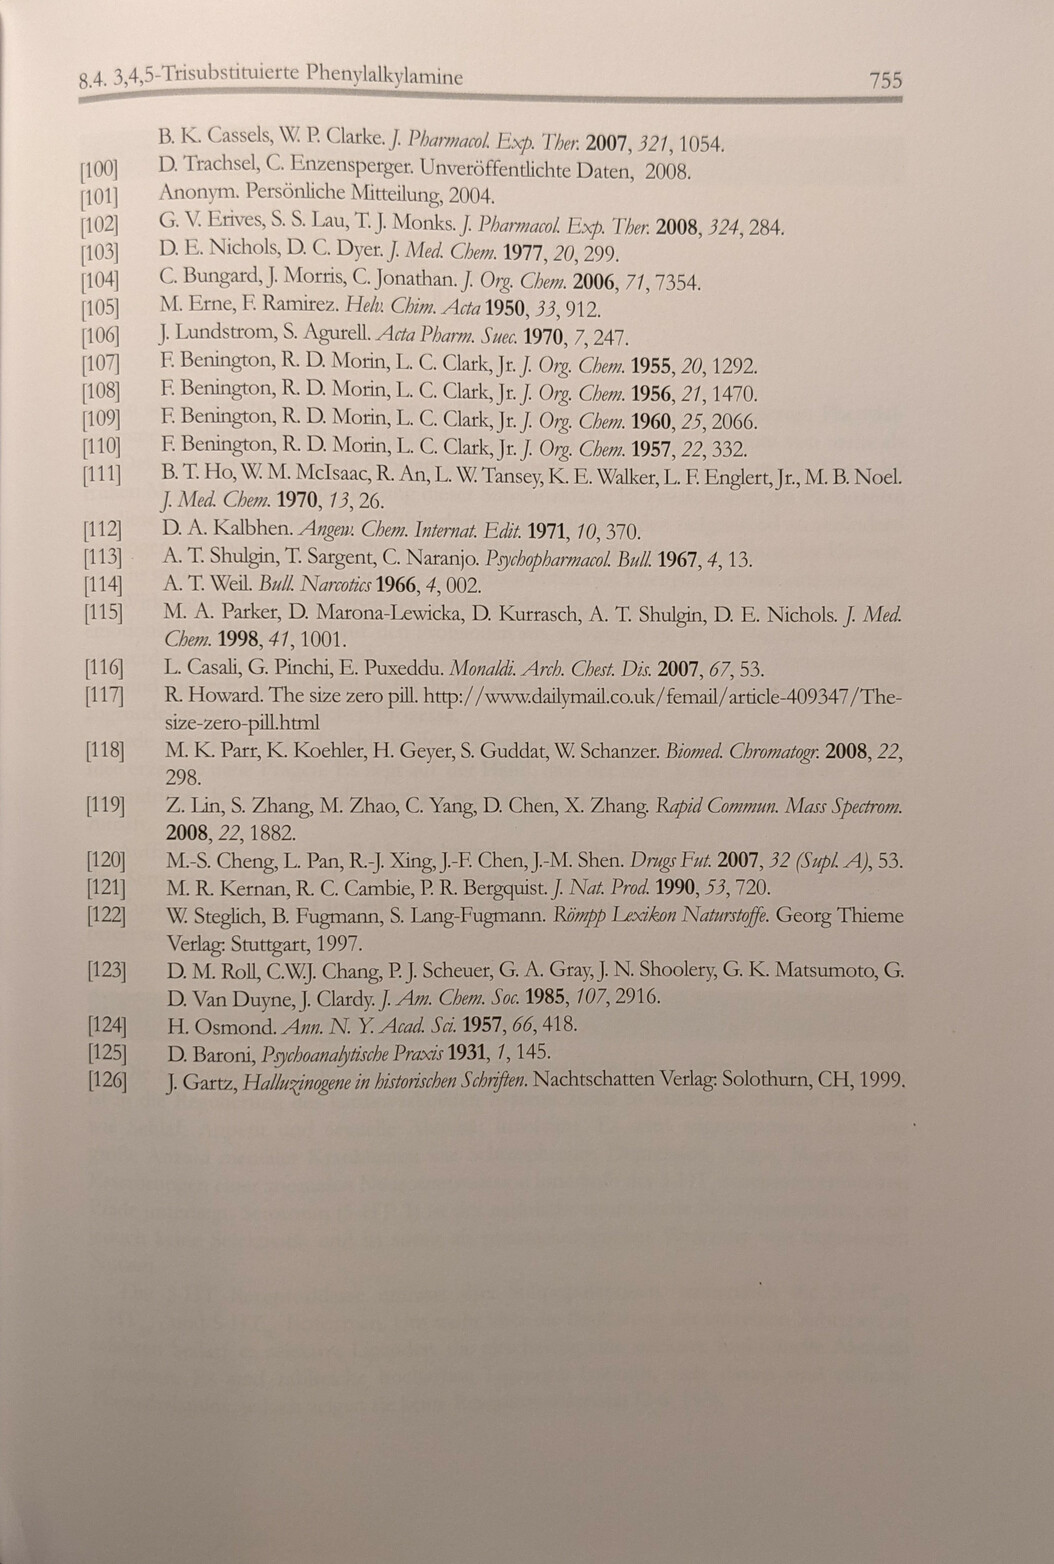 8.4. 3,4,5-Trisubstituierte Phenylalkylamine 755
B. K. Cassels, W. P. Clarke. J. Pharmacol. Exp. Ther. 2007, 321, 1054.
[100] D. Trachsel, C. Enzensperger. Unveröffentlichte Daten, 2008.
[101] Anonym. Persönliche Mitteilung, 2004.
[102] G. V. Erives, S. S. Lau, T. J. Monks. J. Pharmacol. Exp. Ther. 2008, 324, 284.
[103] D. E. Nichols, D. C. Dyer. J. Med. Chem. 1977, 20, 299.
[104] C. Bungard, J. Morris, C. Jonathan. J. Org. Chem. 2006, 71, 7354.
[105] M. Erne, F. Ramirez. Helv. Chim. Acta 1950, 33, 912.
[106] J. Lundstrom, S. Agurell. Acta Pharm. Suec. 1970, 7, 247.
[107] F. Benington, R. D. Morin, L. C. Clark, Jr. J. Org. Chem. 1955, 20, 1292.
[108] F. Benington, R. D. Morin, L. C. Clark, Jr. J. Org. Chem. 1956, 21, 1470.
[109] F. Benington, R. D. Morin, L. C. Clark, Jr. J. Org. Chem. 1960, 25, 2066.
[110] F. Benington, R. D. Morin, L. C. Clark, Jr. J. Org. Chem. 1957, 22, 332.
[111] B. T. Ho, W. M. McIsaac, R. An, L. W. Tansey, K. E. Walker, L. F. Englert, Jr., M. B. Noel.
J. Med. Chem. 1970, 13, 26.
[112] D. A. Kalbhen. Angew. Chem. Internat. Edit. 1971, 10, 370.
[113] A. T. Shulgin, T. Sargent, C. Naranjo. Psychopharmacol. Bull. 1967, 4, 13.
[114] A. T. Weil. Bull. Narcotics 1966, 4, 002.
[115] M. A. Parker, D. Marona-Lewicka, D. Kurrasch, A. T. Shulgin, D. E. Nichols. J. Med.
Chem. 1998, 41, 1001.
[116] L. Casali, G. Pinchi, E. Puxeddu. Monaldi. Arch. Chest. Dis. 2007, 67, 53.
[117] R. Howard. The size zero pill. http://www.dailymail.co.uk/femail/article-409347/The-
size-zero-pill.html
[118] M. K. Parr, K. Koehler, H. Geyer, S. Guddat, W. Schanzer. Biomed. Chromatogr. 2008, 22,
298.
[119] Z. Lin, S. Zhang, M. Zhao, C. Yang, D. Chen, X. Zhang. Rapid Commun. Mass Spectrom.
2008, 22, 1882.
[120] M.-S. Cheng, L. Pan, R.-J. Xing, J.-F. Chen, J.-M. Shen. Drugs Fut. 2007, 32 (Supl. A), 53.
[121] M. R. Kernan, R. C. Cambie, P. R. Bergquist. J. Nat. Prod. 1990, 53, 720.
[122] W. Steglich, B. Fugmann, S. Lang-Fugmann. Römpp Lexikon Naturstoffe. Georg Thieme
Verlag: Stuttgart, 1997.
[123] D. M. Roll, C.W.J. Chang, P. J. Scheuer, G. A. Gray, J. N. Shoolery, G. K. Matsumoto, G.
D. Van Duyne, J. Clardy. J. Am. Chem. Soc. 1985, 107, 2916.
[124] H. Osmond. Ann. N. Y. Acad. Sci. 1957, 66, 418.
[125] D. Baroni, Psychoanalytische Praxis 1931, 1, 145.
[126] J. Gartz, Halluzinogene in historischen Schriften. Nachtschatten Verlag: Solothurn, CH, 1999.